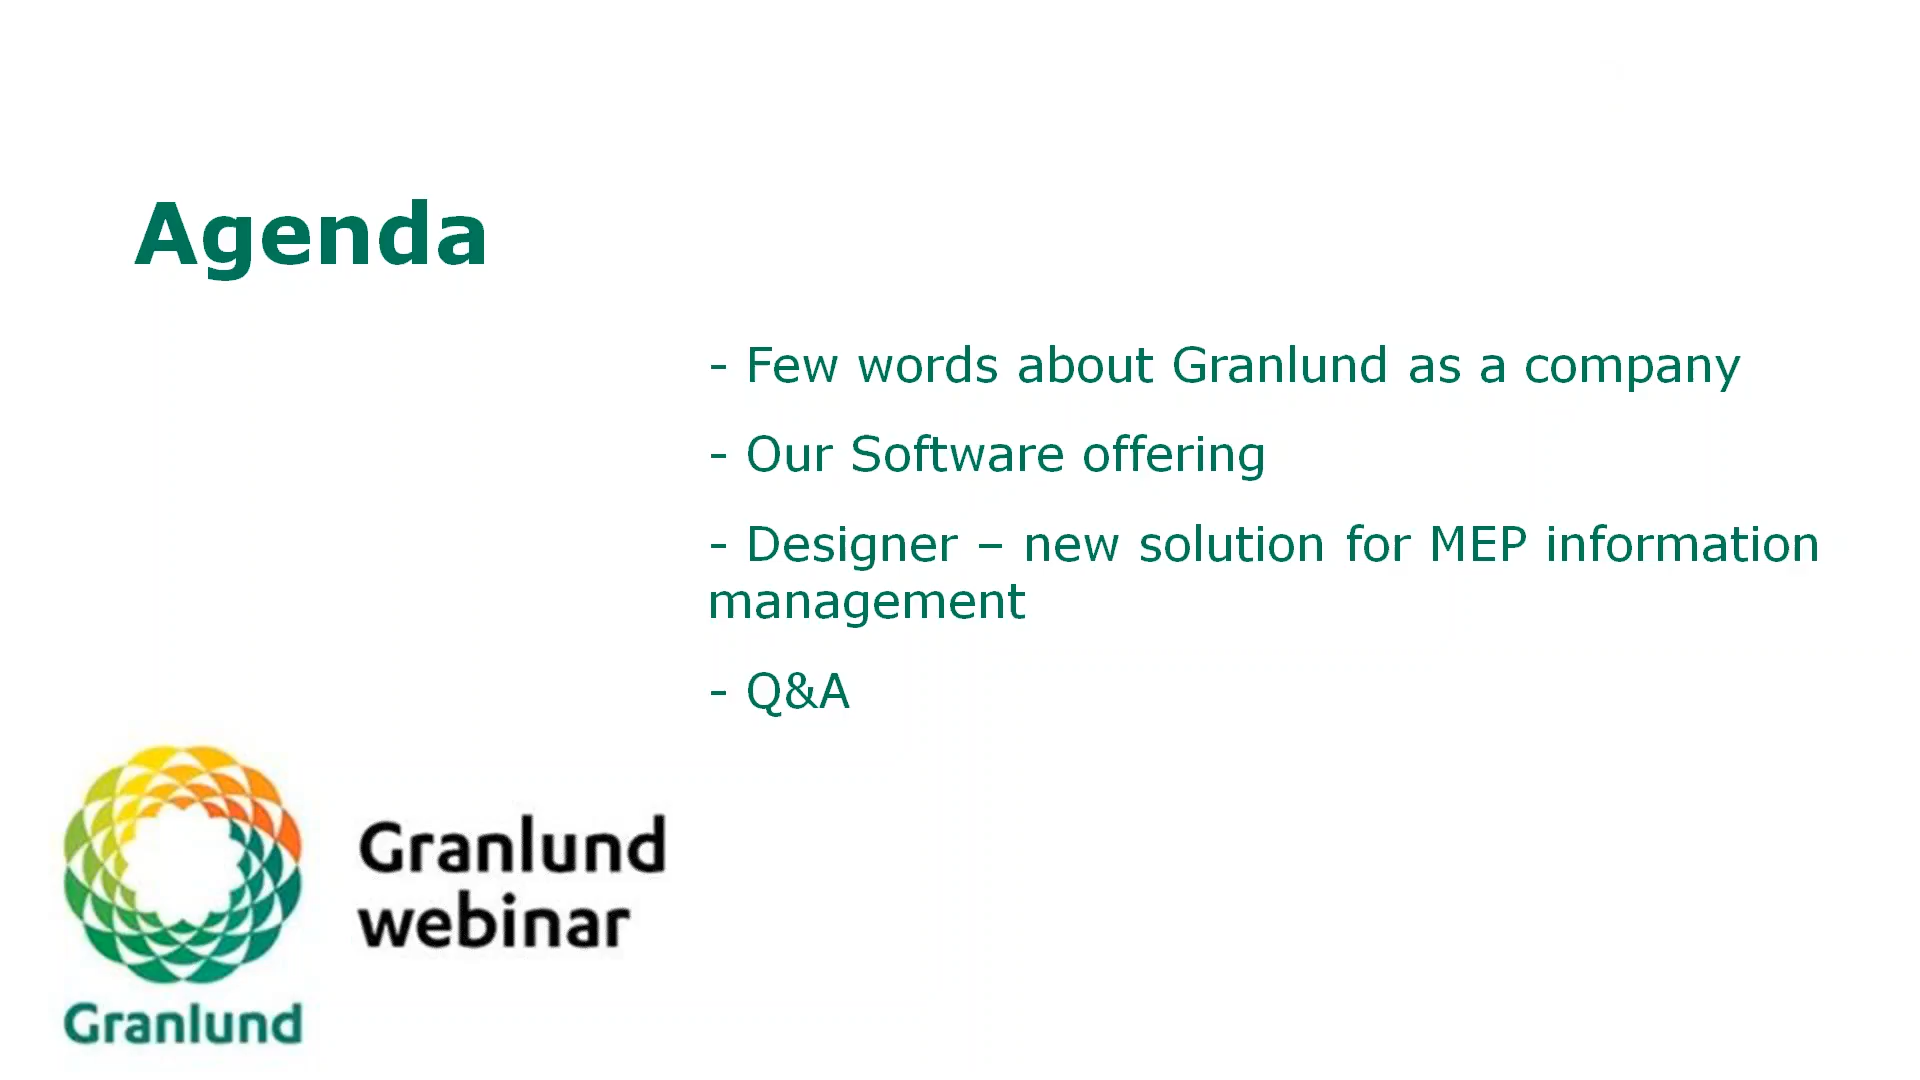 Agenda
- Few words about Granlund as a company
- Our Software offering
- Designer – new solution for MEP information
management
- Q&A
Granlund
webinar
Granlund